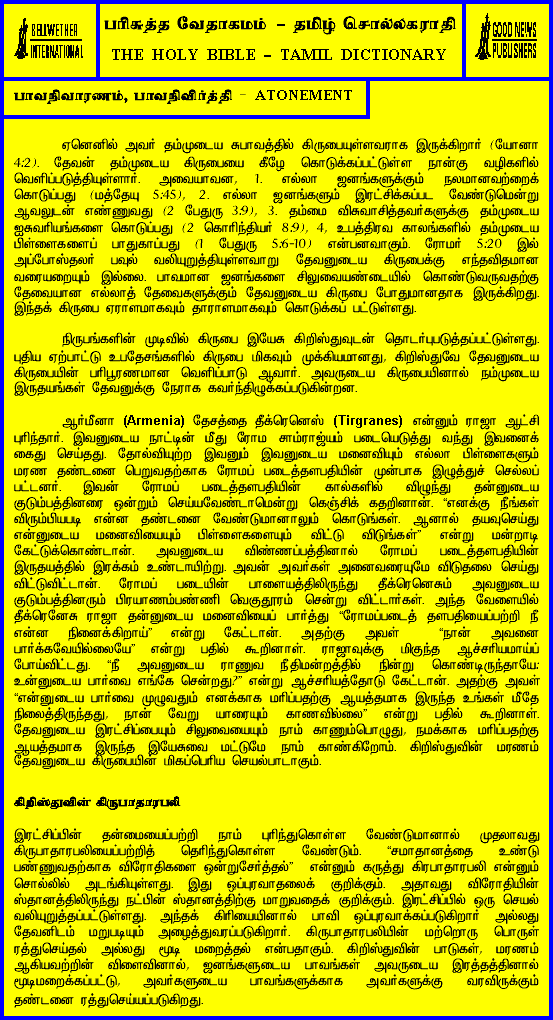 BELLWETHER
INTERNATIONAL
பரிசுத்த வேதாகமம் - தமிழ் சொல்லகராதி
THE HOLY BIBLE - TAMIL DICTIONARY
GOOD NEWS
PUBLISHERS
பாவநிவாரணம், பாவநிவிர்த்தி - ATONEMENT
ஏனெனில் அவர் தம்முடைய சுபாவத்தில் கிருபையுள்ளவராக இருக்கிறார் (யோனா
4:2). தேவன் தம்முடைய கிருபையை கீழே கொடுக்கப்பட்டுள்ள நான்கு வழிகளில்
வெளிப்படுத்தியுள்ளார். அவையாவன, 1. எல்லா ஜனங்களுக்கும் நலமானவற்றைக்
கொடுப்பது (மத்தேயு 5:45), 2. எல்லா ஜனங்களும் இரட்சிக்கப்பட வேண்டுமென்று
ஆவலுடன் எண்ணுவது (2 பேதுரு 3:9), 3. தம்மை விசுவாசித்தவர்களுக்கு தம்முடைய
ஐசுவரியங்களை கொடுப்பது (2 கொரிந்தியர் 8:9), 4, உபத்திரவ காலங்களில் தம்முடைய
பிள்ளைகளைப் பாதுகாப்பது (1 பேதுரு 5:6-10) என்பனவாகும். ரோமர் 5:20 இல்
அப்போஸ்தலர் பவுல் வலியுறுத்தியுள்ளவாறு தேவனுடைய கிருபைக்கு எந்தவிதமான
வரையறையும் இல்லை. பாவமான ஜனங்களை சிலுவையண்டையில் கொண்டுவருவதற்கு
தேவையான எல்லாத் தேவைகளுக்கும் தேவனுடைய கிருபை போதுமானதாக இருக்கிறது.
இந்தக் கிருபை ஏராளமாகவும் தாராளமாகவும் கொடுக்கப் பட்டுள்ளது.
நிருபங்களின் முடிவில் கிருபை இயேசு கிறிஸ்துவுடன் தொடர்புபடுத்தப்பட்டுள்ளது.
புதிய ஏற்பாட்டு உபதேசங்களில் கிருபை மிகவும் முக்கியமானது, கிறிஸ்துவே தேவனுடைய
கிருபையின் பரிபூரணமான வெளிப்பாடு ஆவார். அவருடைய கிருபையினால் நம்முடைய
இருதயங்கள் தேவனுக்கு நேராக கவர்ந்திழுக்கப்படுகின்றன.
ஆர்மீனா (Armenia) தேசத்தை தீக்ரெனெஸ் (Tirgranes) என்னும் ராஜா ஆட்சி
புரிந்தார். இவனுடைய நாட்டின் மீது ரோம சாம்ராஜ்யம் படையெடுத்து வந்து இவனைக்
கைது செய்தது. தோல்வியுற்ற இவனும் இவனுடைய மனைவியும் எல்லா பிள்ளைகளும்
மரண தண்டனை பெறுவதற்காக ரோமப் படைத்தளபதியின் முன்பாக இழுத்துச் செல்லப்
பட்டனர். இவன் ரோமப் படைத்தளபதியின் கால்களில் விழுந்து தன்னுடைய
குடும்பத்தினரை ஒன்றும் செய்யவேண்டாமென்று கெஞ்சிக் கதறினான். "எனக்கு நீங்கள்
விரும்பியபடி என்ன தண்டனை வேண்டுமானாலும் கொடுங்கள். ஆனால் தயவுசெய்து
என்னுடைய மனைவியையும் பிள்ளைகளையும் விட்டு விடுங்கள்" என்று மன்றாடி
கேட்டுக்கொண்டான். அவனுடைய விண்ணப்பத்தினால் ரோமப் படைத்தளபதியின்
இருதயத்தில் இரக்கம் உண்டாயிற்று. அவன் அவர்கள் அனைவரையுமே விடுதலை செய்து
விட்டுவிட்டான். ரோமப் படையின் பாளையத்திலிருந்து தீக்ரெனெசும் அவனுடைய
குடும்பத்தினரும் பிரயாணம்பண்ணி வெகுதூரம் சென்று விட்டார்கள். அந்த வேளையில்
தீக்ரெனேசு ராஜா தன்னுடைய மனைவியைப் பார்த்து "ரோமப்படைத் தளபதியைப்பற்றி நீ
என்ன நினைக்கிறாய்" என்று கேட்டான். அதற்கு அவள் "நான் அவனை
பார்க்கவேயில்லையே" என்று பதில் கூறினாள். ராஜாவுக்கு மிகுந்த ஆச்சரியமாய்ப்
போய்விட்டது. "நீ அவனுடைய ராணுவ நீதிமன்றத்தில் நின்று கொண்டிருந்தாயே;
உன்னுடைய பார்வை எங்கே சென்றது?" என்று ஆச்சரியத்தோடு கேட்டான். அதற்கு அவள்
"என்னுடைய பார்வை முழுவதும் எனக்காக மரிப்பதற்கு ஆயத்தமாக இருந்த உங்கள் மீதே
நிலைத்திருந்தது, நான் வேறு யாரையும் காணவில்லை" என்று பதில் கூறினாள்.
தேவனுடைய இரட்சிப்பையும் சிலுவையையும் நாம் காணும்பொழுது, நமக்காக மரிப்பதற்கு
ஆயத்தமாக இருந்த இயேசுவை மட்டுமே நாம் காண்கிறோம். கிறிஸ்துவின் மரணம்
தேவனுடைய கிருபையின் மிகப்பெரிய செயல்பாடாகும்.
கிறிஸ்துவின் கிருபாதாரபலி
இரட்சிப்பின் தன்மையைப்பற்றி நாம் புரிந்துகொள்ள வேண்டுமானால் முதலாவது
கிருபாதாரபலியைப்பற்றித் தெரிந்துகொள்ள வேண்டும். "சமாதானத்தை உண்டு
பண்ணுவதற்காக விரோதிகளை ஒன்றுசேர்த்தல்" என்னும் கருத்து கிரபாதாரபலி என்னும்
சொல்லில் அடங்கியுள்ளது. இது ஒப்புரவாதலைக் குறிக்கும். அதாவது விரோதியின்
ஸ்தானத்திலிருந்து நட்பின் ஸ்தானத்திற்கு மாறுவதைக் குறிக்கும். இரட்சிப்பில் ஒரு செயல்
வலியுறுத்தப்பட்டுள்ளது. அந்தக் கிரியையினால் பாவி ஒப்புரவாக்கப்படுகிறார் அல்லது
தேவனிடம் மறுபடியும் அழைத்துவரப்படுகிறார். கிருபாதாரபலியின் மற்றொரு பொருள்
ரத்துசெய்தல் அல்லது மூடி மறைத்தல் என்பதாகும். கிறிஸ்துவின் பாடுகள், மரணம்
ஆகியவற்றின் விளைவினால், ஜனங்களுடைய பாவங்கள் அவருடைய இரத்தத்தினால்
மூடிமறைக்கப்பட்டு, அவர்களுடைய பாவங்களுக்காக அவர்களுக்கு வரவிருக்கும்
தண்டனை ரத்துசெய்யப்படுகிறது.